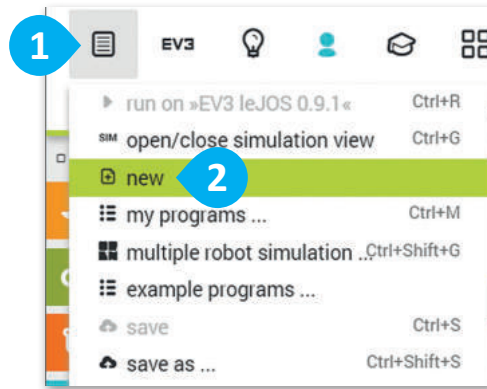 1
EV3
run on »EV3 leJOS 0.9.1« Ctrl+R
SIM open/close simulation view Ctrl+G
new 2
my programs ... Ctrl+M
multiple robot simulation ... Ctrl+Shift+G
example programs ...
save Ctrl+S
save as ... Ctrl+Shift+S